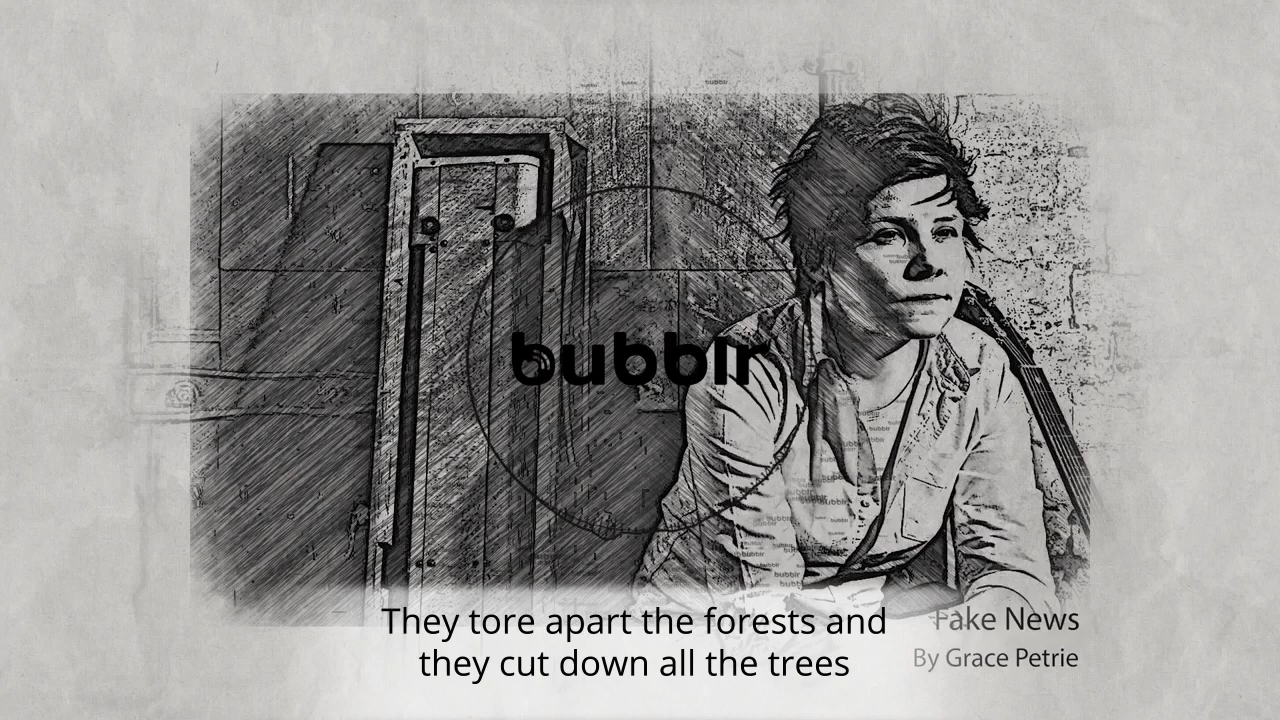 bubblr
They tore apart the forests and
they cut down all the trees
Fake News
By Grace Petrie